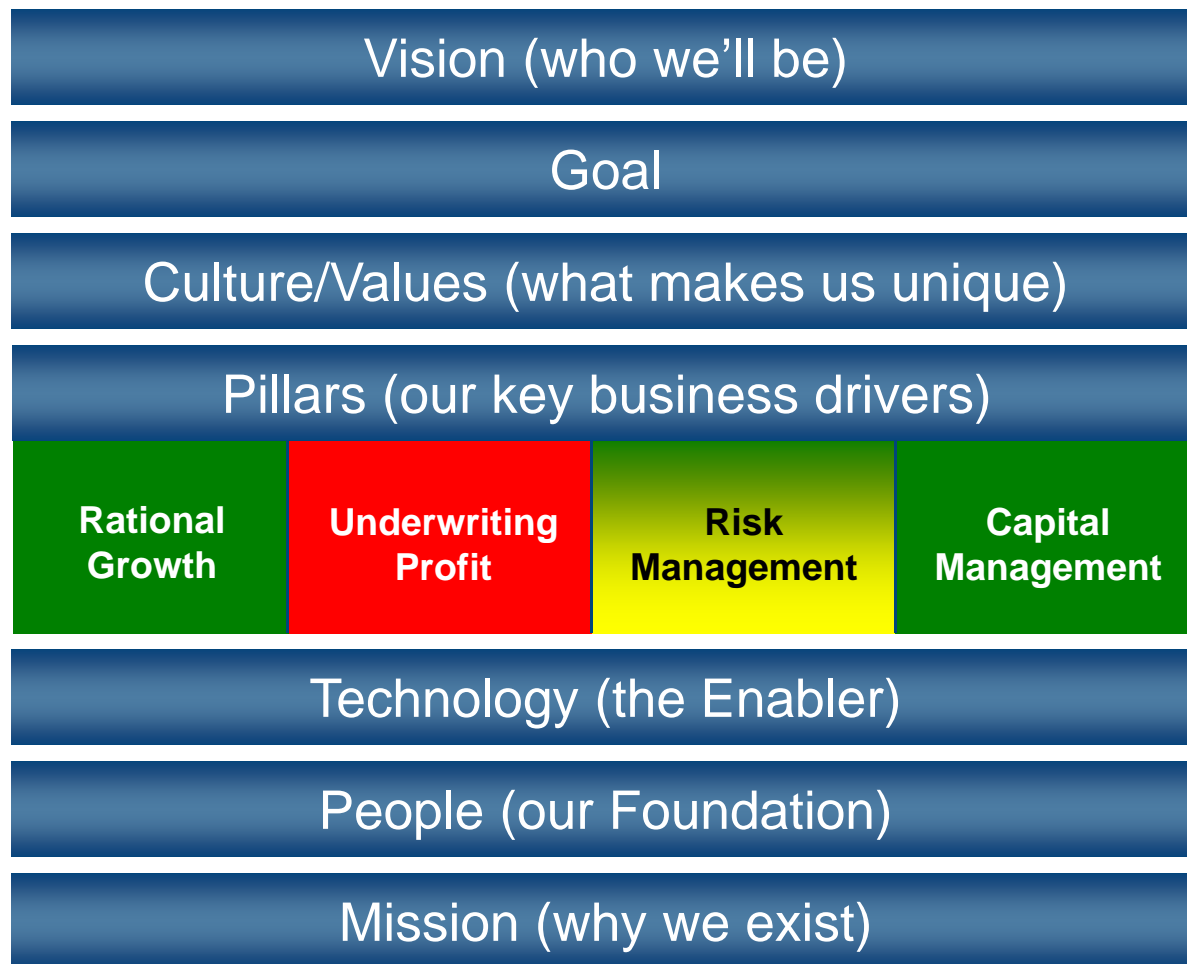 Vision (who we’ll be)
Goal
Culture/Values (what makes us unique)
Pillars (our key business drivers)
Rational
Growth
Underwriting
Profit
Risk
Management
Capital
Management
Technology (the Enabler)
People (our Foundation)
Mission (why we exist)